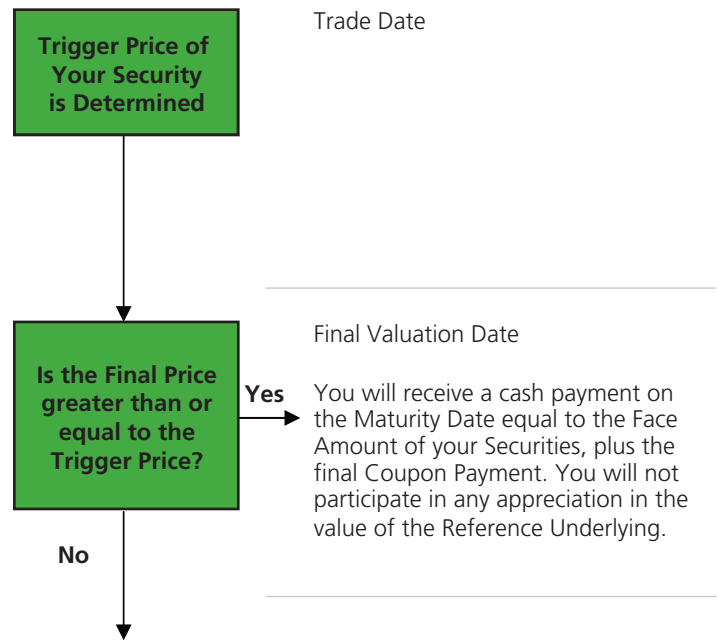 Trigger Price of
Your Security
is Determined
Trade Date
Is the Final Price
greater than or
equal to the
Trigger Price?
Yes
Final Valuation Date
You will receive a cash payment on
the Maturity Date equal to the Face
Amount of your Securities, plus the
final Coupon Payment. You will not
participate in any appreciation in the
value of the Reference Underlying.
No